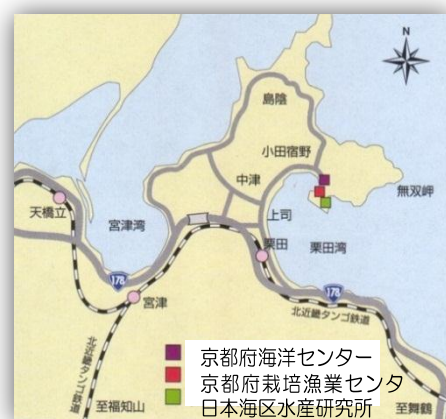 N
島陰
小田宿野
無双岬
中津
天橋立
宮津湾
上司
栗田
栗田湾
178
宮津
178
北近畿タンゴ鉄道
北近畿タンゴ鉄道
至福知山
至舞鶴
京都府海洋センター
京都府栽培漁業センタ
日本海区水産研究所